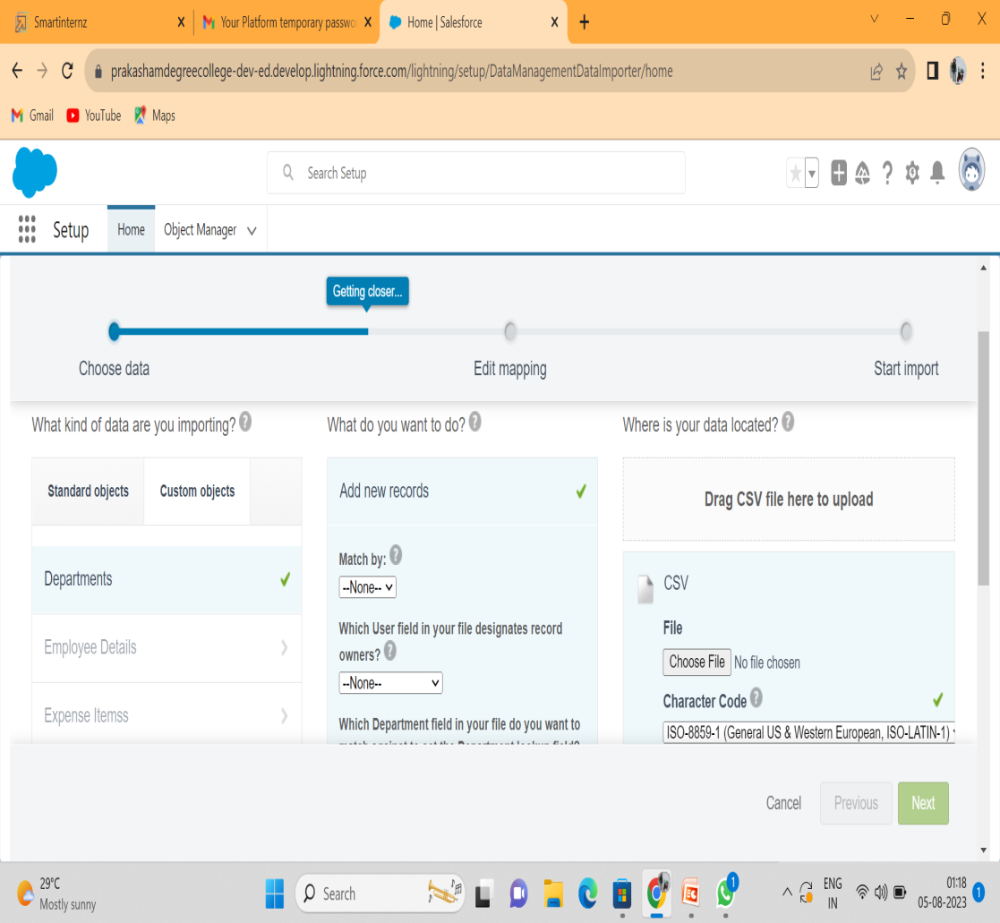 Smartinternz
Your Platform temporary passwo
Home | Salesforce
prakashamdegreecollege-dev-ed.develop.lightning.force.com/lightning/setup/DataManagementDataImporter/home
Gmail YouTube Maps
Search Setup
Setup Home Object Manager
Getting closer...
Choose data Edit mapping Start import
What kind of data are you importing? ?
Standard objects Custom objects
Departments
Employee Details
Expense Itemss
What do you want to do? ?
Add new records
Match by: ?
--None--
Which User field in your file designates record
owners? ?
--None--
Which Department field in your file do you want to
match against to set the Department lookup field?
Where is your data located? ?
Drag CSV file here to upload
CSV
File
Choose File No file chosen
Character Code ?
ISO-8859-1 (General US & Western European, ISO-LATIN-1)
Cancel Previous Next
29°C
Mostly sunny
Search
1
ENG
IN
01:18
05-08-2023
1